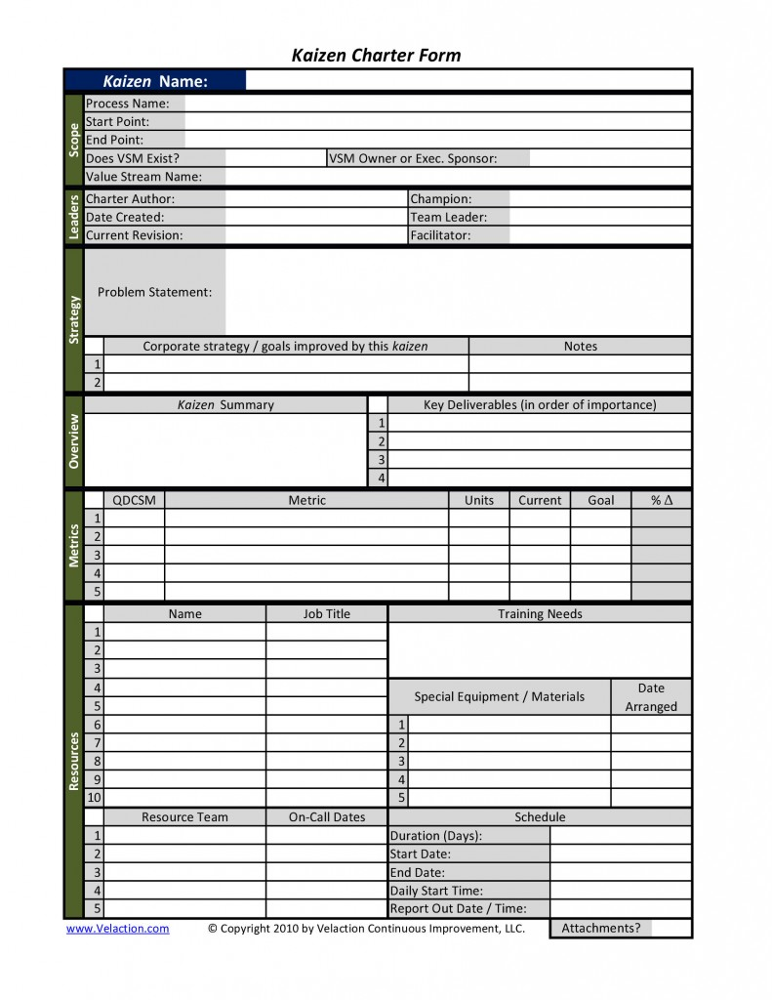 Kaizen Charter Form
Kaizen Name:
Scope
Process Name:
Start Point:
End Point:
Does VSM Exist? VSM Owner or Exec. Sponsor:
Value Stream Name:
Leaders
Charter Author: Champion:
Date Created: Team Leader:
Current Revision: Facilitator:
Strategy
Problem Statement:
Corporate strategy / goals improved by this kaizen Notes
1
2
Overview
Kaizen Summary Key Deliverables (in order of importance)
1
2
3
4
Metrics
QDCSM Metric Units Current Goal % Δ
1
2
3
4
5
Resources
Name Job Title Training Needs
1
2
3
4
5
Special Equipment / Materials Date
Arranged
6 1
7 2
8 3
9 4
10 5
Resource Team On-Call Dates Schedule
1 Duration (Days):
2 Start Date:
3 End Date:
4 Daily Start Time:
5 Report Out Date / Time:
www.Velaction.com © Copyright 2010 by Velaction Continuous Improvement, LLC. Attachments?